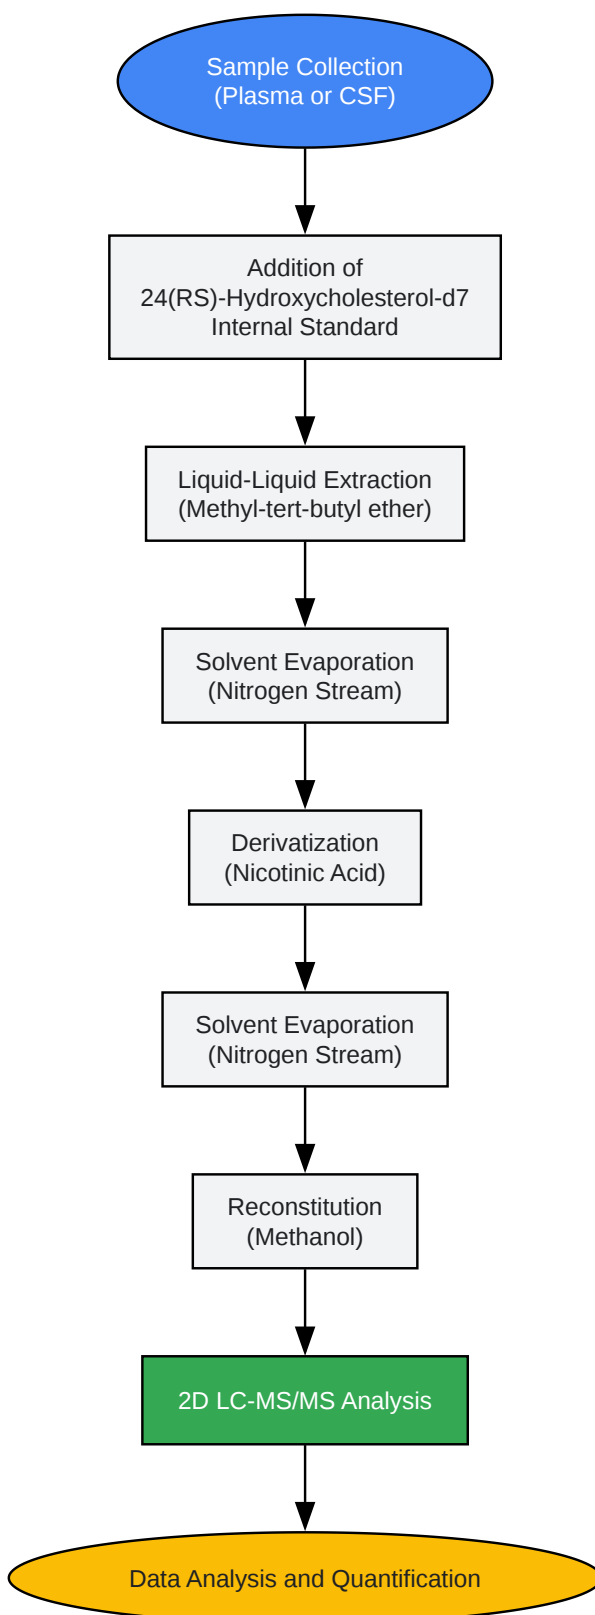 Sample Collection
(Plasma or CSF)
Addition of
24(RS)-Hydroxycholesterol-d7
Internal Standard
Liquid-Liquid Extraction
(Methyl-tert-butyl ether)
Solvent Evaporation
(Nitrogen Stream)
Derivatization
(Nicotinic Acid)
Solvent Evaporation
(Nitrogen Stream)
Reconstitution
(Methanol)
2D LC-MS/MS Analysis
Data Analysis and Quantification